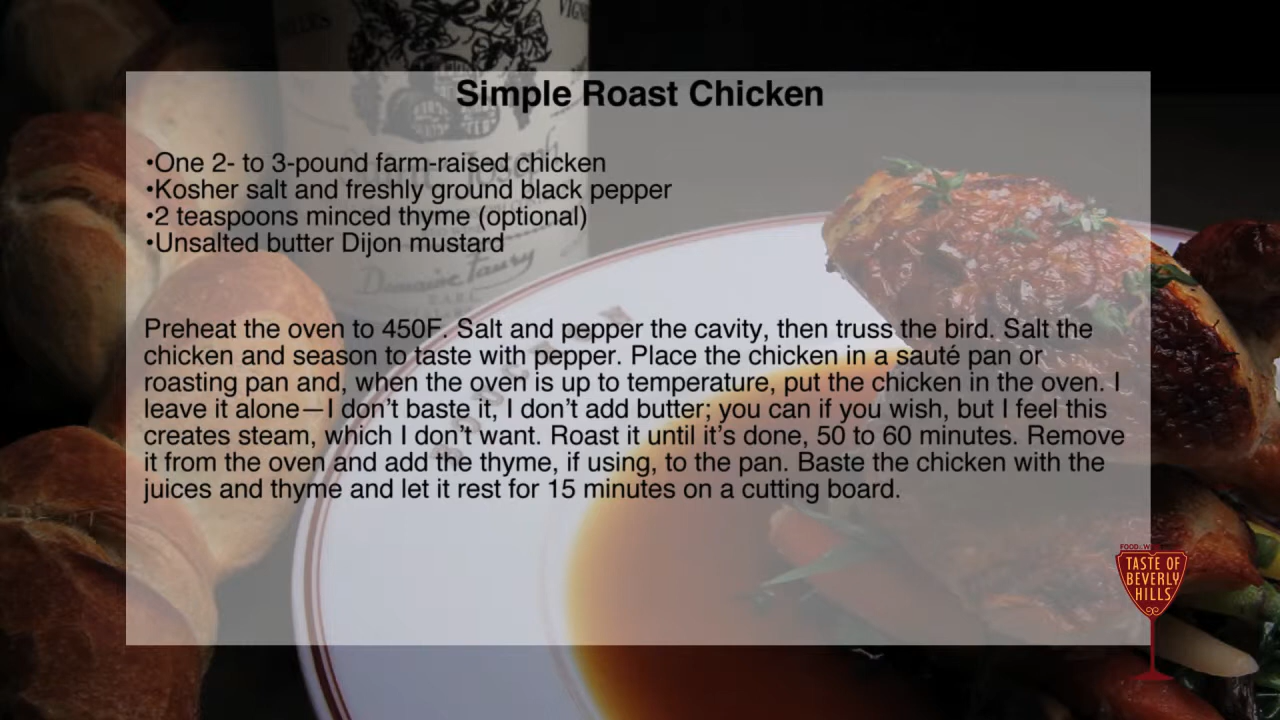 Simple Roast Chicken
•One 2- to 3-pound farm-raised chicken
•Kosher salt and freshly ground black pepper
•2 teaspoons minced thyme (optional)
•Unsalted butter Dijon mustard
Preheat the oven to 450F. Salt and pepper the cavity, then truss the bird. Salt the
chicken and season to taste with pepper. Place the chicken in a sauté pan or
roasting pan and, when the oven is up to temperature, put the chicken in the oven. I
leave it alone—I don’t baste it, I don’t add butter; you can if you wish, but I feel this
creates steam, which I don’t want. Roast it until it’s done, 50 to 60 minutes. Remove
it from the oven and add the thyme, if using, to the pan. Baste the chicken with the
juices and thyme and let it rest for 15 minutes on a cutting board.
Joseph
Domaine Faury
FOOD & W
TASTE OF
BEVERLY
HILLS